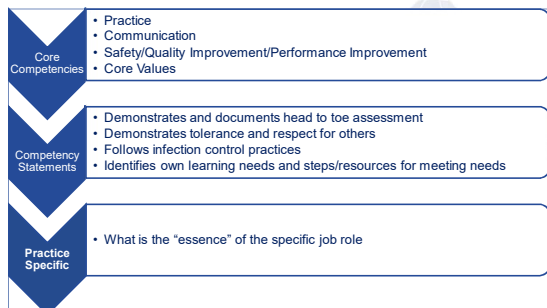 Core
Competencies
• Practice
• Communication
• Safety/Quality Improvement/Performance Improvement
• Core Values
Competency
Statements
• Demonstrates and documents head to toe assessment
• Demonstrates tolerance and respect for others
• Follows infection control practices
• Identifies own learning needs and steps/resources for meeting needs
Practice
Specific
• What is the “essence” of the specific job role